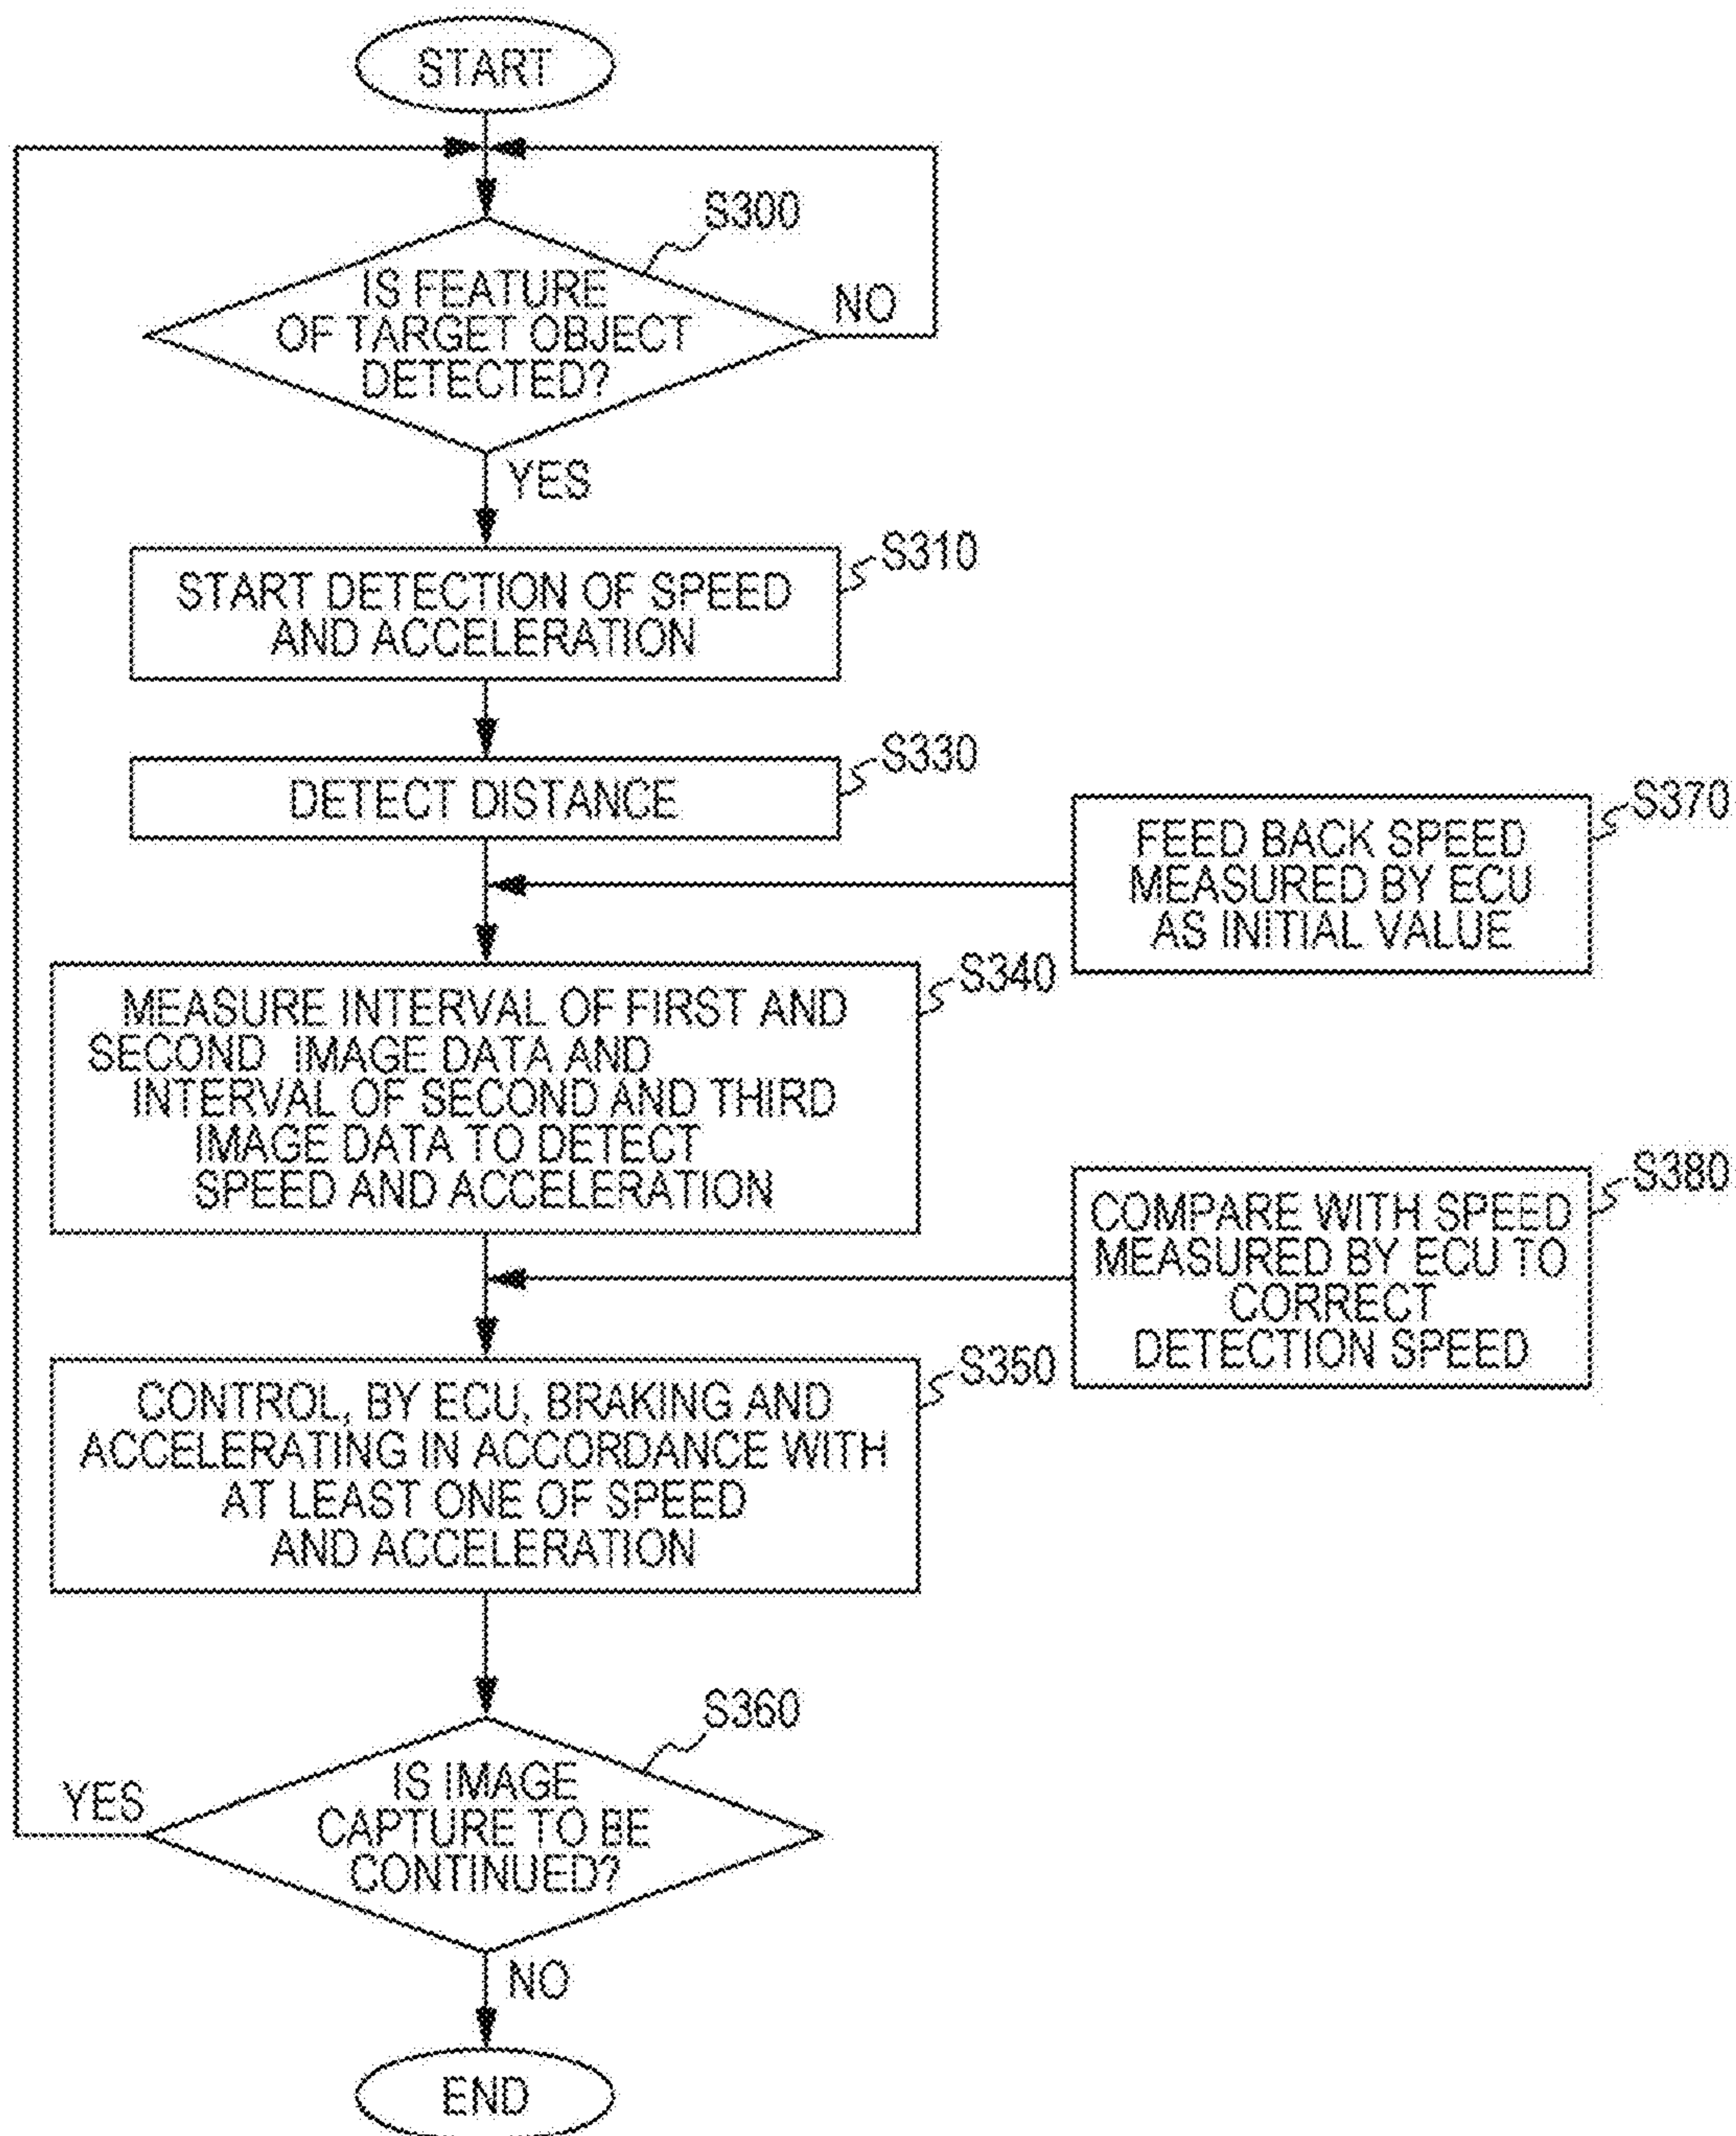 START
S300
IS FEATURE
OF TARGET OBJECT
DETECTED?
NO
YES
S310
START DETECTION OF SPEED
AND ACCELERATION
S330
DETECT DISTANCE
S370
FEED BACK SPEED
MEASURED BY ECU
AS INITIAL VALUE
S340
MEASURE INTERVAL OF FIRST AND
SECOND IMAGE DATA AND
INTERVAL OF SECOND AND THIRD
IMAGE DATA TO DETECT
SPEED AND ACCELERATION
S380
COMPARE WITH SPEED
MEASURED BY ECU TO
CORRECT
DETECTION SPEED
S350
CONTROL, BY ECU, BRAKING AND
ACCELERATING IN ACCORDANCE WITH
AT LEAST ONE OF SPEED
AND ACCELERATION
S360
IS IMAGE
CAPTURE TO BE
CONTINUED?
YES
NO
END